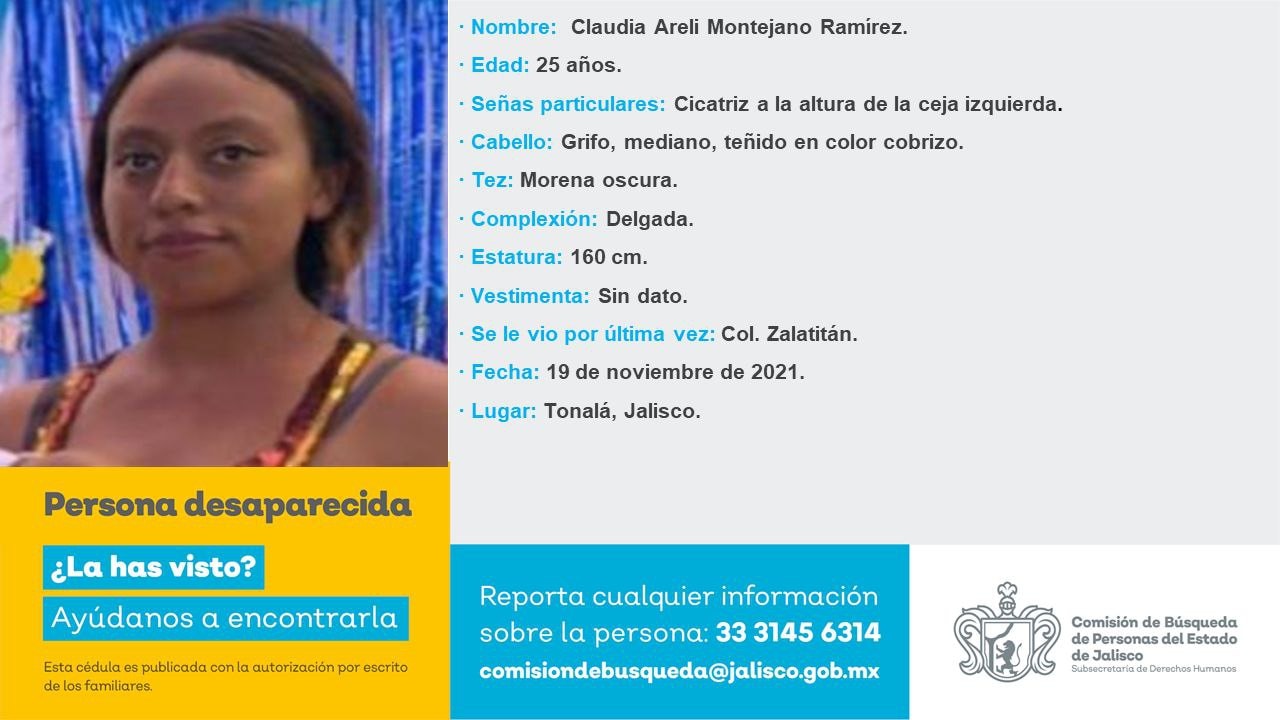 · Nombre: Claudia Areli Montejano Ramírez.
· Edad: 25 años.
· Señas particulares: Cicatriz a la altura de la ceja izquierda.
· Cabello: Grifo, mediano, teñido en color cobrizo.
· Tez: Morena oscura.
· Complexión: Delgada.
· Estatura: 160 cm.
· Vestimenta: Sin dato.
· Se le vio por última vez: Col. Zalatitán.
· Fecha: 19 de noviembre de 2021.
· Lugar: Tonalá, Jalisco.
Persona desaparecida
¿La has visto?
Ayúdanos a encontrarla
Esta cédula es publicada con la autorización por escrito
de los familiares.
Reporta cualquier información
sobre la persona: 33 3145 6314
comisiondebusqueda@jalisco.gob.mx
Comisión de Búsqueda
de Personas del Estado
de Jalisco
Subsecretaría de Derechos Humanos